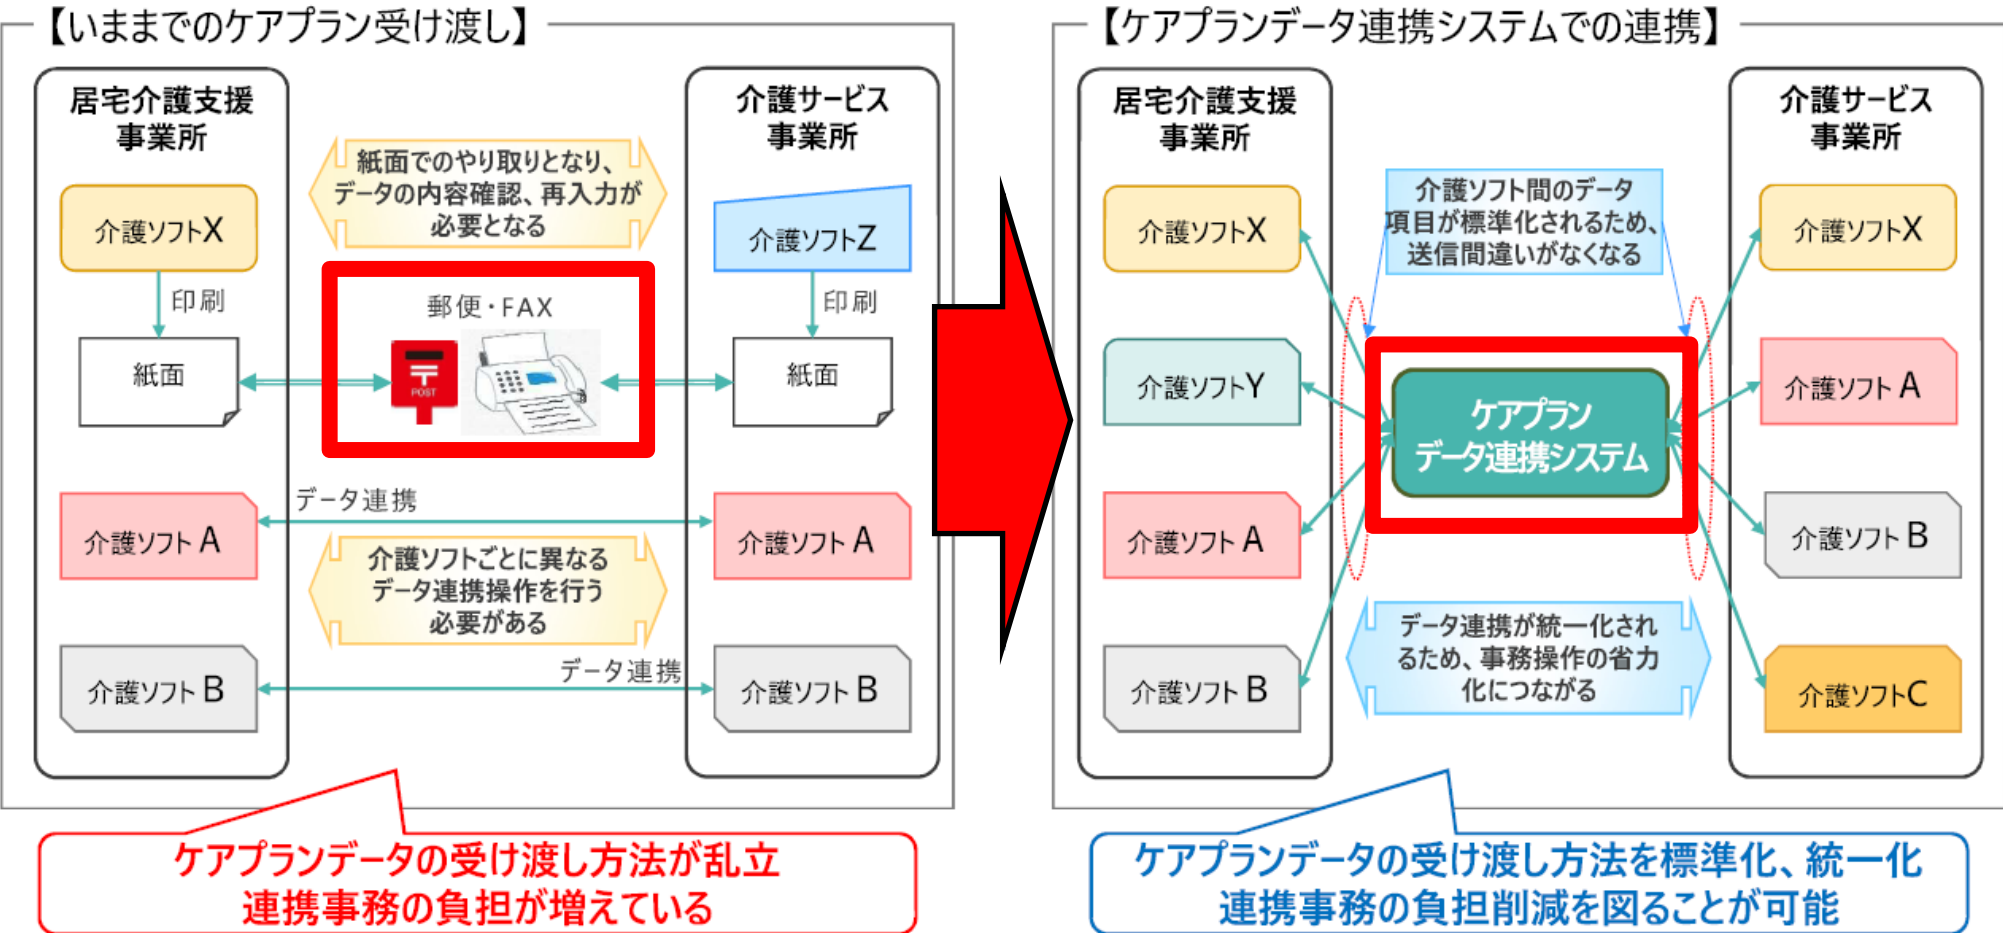 【いままでのケアプラン受け渡し】
居宅介護支援
事業所
介護サービス
事業所
紙面でのやり取りとなり、
データの内容確認、再入力が
必要となる
介護ソフトX
介護ソフトZ
印刷
印刷
郵便・FAX
紙面
POST
紙面
データ連携
介護ソフト A
介護ソフト A
介護ソフトごとに異なる
データ連携操作を行う
必要がある
データ連携
介護ソフト B
介護ソフト B
ケアプランデータの受け渡し方法が乱立
連携事務の負担が増えている
【ケアプランデータ連携システムでの連携】
居宅介護支援
事業所
介護サービス
事業所
介護ソフト間のデータ
項目が標準化されるため、
送信間違いがなくなる
介護ソフトX
介護ソフトX
介護ソフトY
介護ソフト A
ケアプラン
データ連携システム
介護ソフト A
介護ソフト B
データ連携が統一化され
るため、事務操作の省力
化につながる
介護ソフト B
介護ソフトC
ケアプランデータの受け渡し方法を標準化、統一化
連携事務の負担削減を図ることが可能